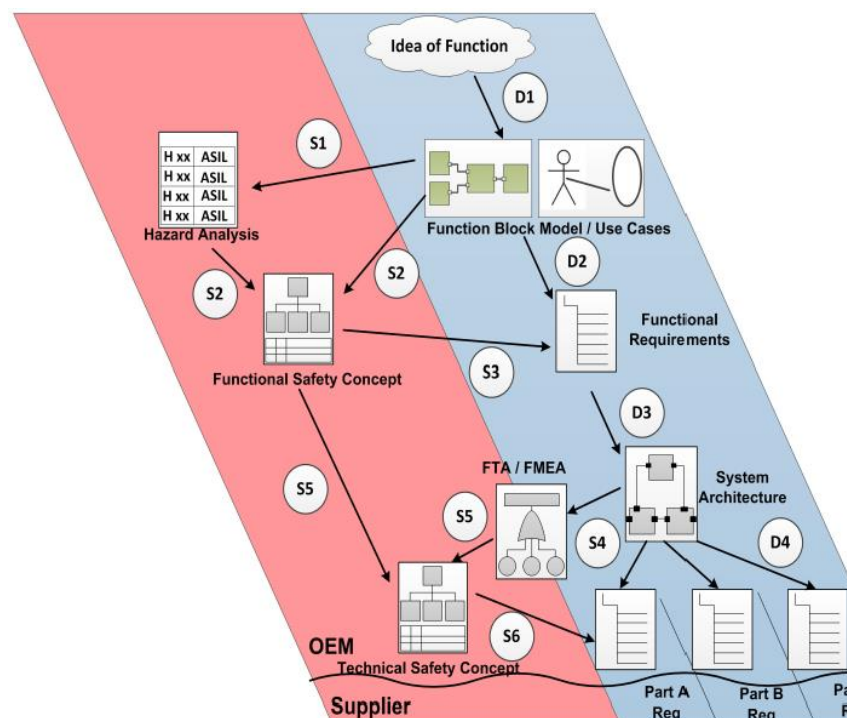 Idea of Function
D1
S1
H xx ASIL
H xx ASIL
H xx ASIL
H xx ASIL
Hazard Analysis
Function Block Model / Use Cases
S2
S2
D2
Functional
Requirements
Functional Safety Concept
S3
D3
FTA / FMEA
System
Architecture
S5
S5
S4
D4
S6
OEM
Technical Safety Concept
Supplier
Part A
Req
Part B
Req